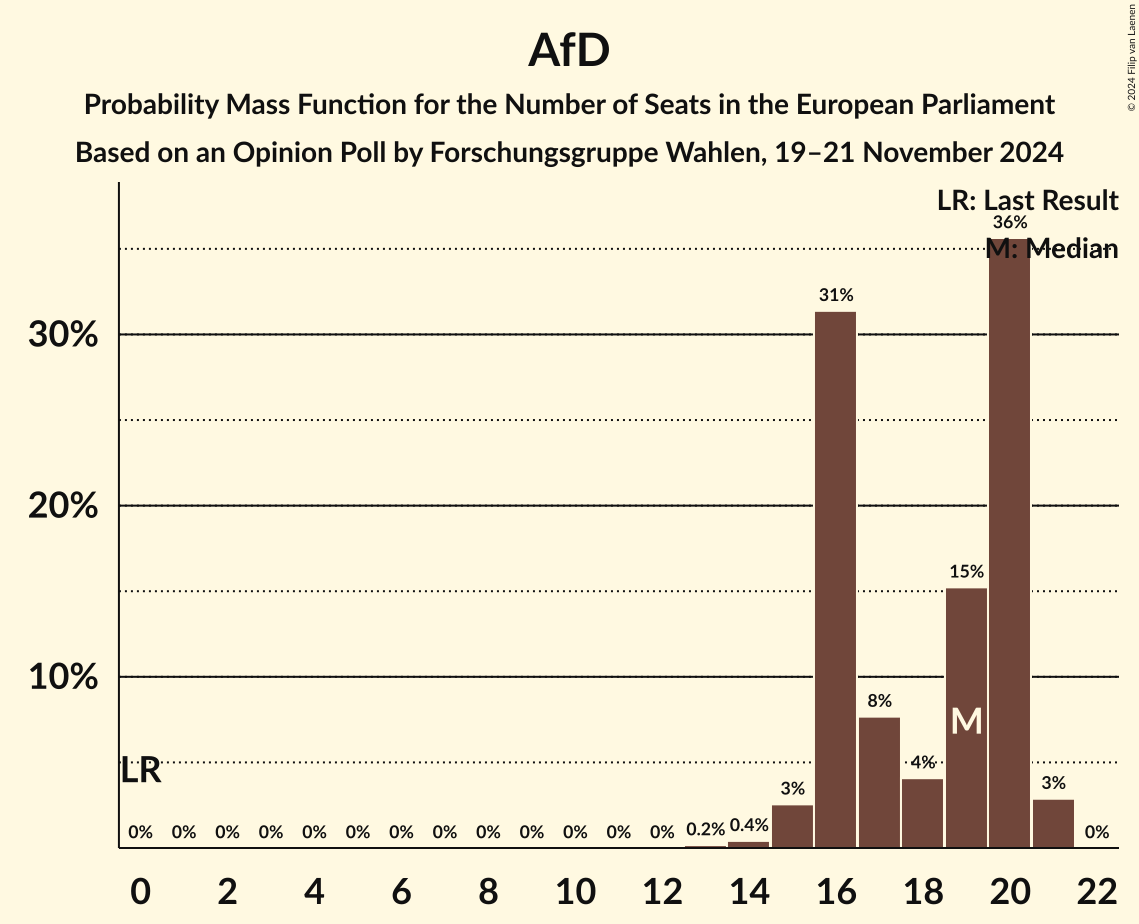 AfD
Probability Mass Function for the Number of Seats in the European Parliament
Based on an Opinion Poll by Forschungsgruppe Wahlen, 19–21 November 2024
© 2024 Filip van Laenen
LR: Last Result
M: Median
36%
31%
30%
20%
15%
10%
8%
M
LR
4%
3%
3%
0% 0% 0% 0% 0% 0% 0% 0% 0% 0% 0% 0% 0% 0.2% 0.4% 0%
0 2 4 6 8 10 12 14 16 18 20 22